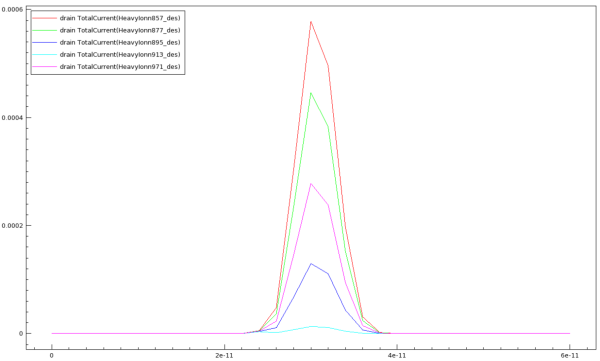 0.0006
drain TotalCurrent(HeavyIonn857_des)
drain TotalCurrent(HeavyIonn877_des)
drain TotalCurrent(HeavyIonn895_des)
drain TotalCurrent(HeavyIonn913_des)
drain TotalCurrent(HeavyIonn971_des)
0.0004
0.0002
0
0 2e-11 4e-11 6e-11